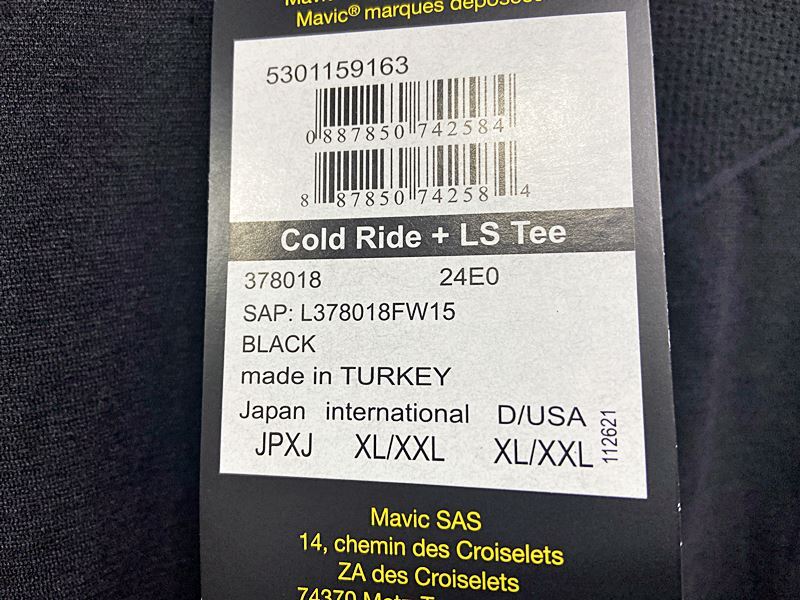 Mavic® marques déposées
5301159163
0 887850 742584
8 87850 74258 4
Cold Ride + LS Tee
378018 24E0
SAP: L378018FW15
BLACK
made in TURKEY
Japan international D/USA
JPXJ XL/XXL XL/XXL
112621
Mavic SAS
14, chemin des Croiselets
ZA des Croiselets
74370